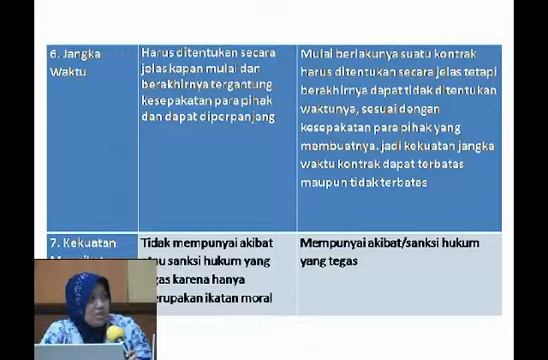 6. Jangka
Waktu
Harus ditentukan secara
jelas kapan mulai dan
berakhirnya tergantung
kesepakatan para pihak
dan dapat diperpanjang
Mulai berlakunya suatu kontrak
harus ditentukan secara jelas tetapi
berakhirnya dapat tidak ditentukan
waktunya, sesuai dengan
kesepakatan para pihak yang
membuatnya. jadi kekuatan jangka
waktu kontrak dapat terbatas
maupun tidak terbatas
7. Kekuatan
Tidak mempunyai akibat
sanksi hukum yang
karena hanya
ikatan moral
Mempunyai akibat/sanksi hukum
yang tegas